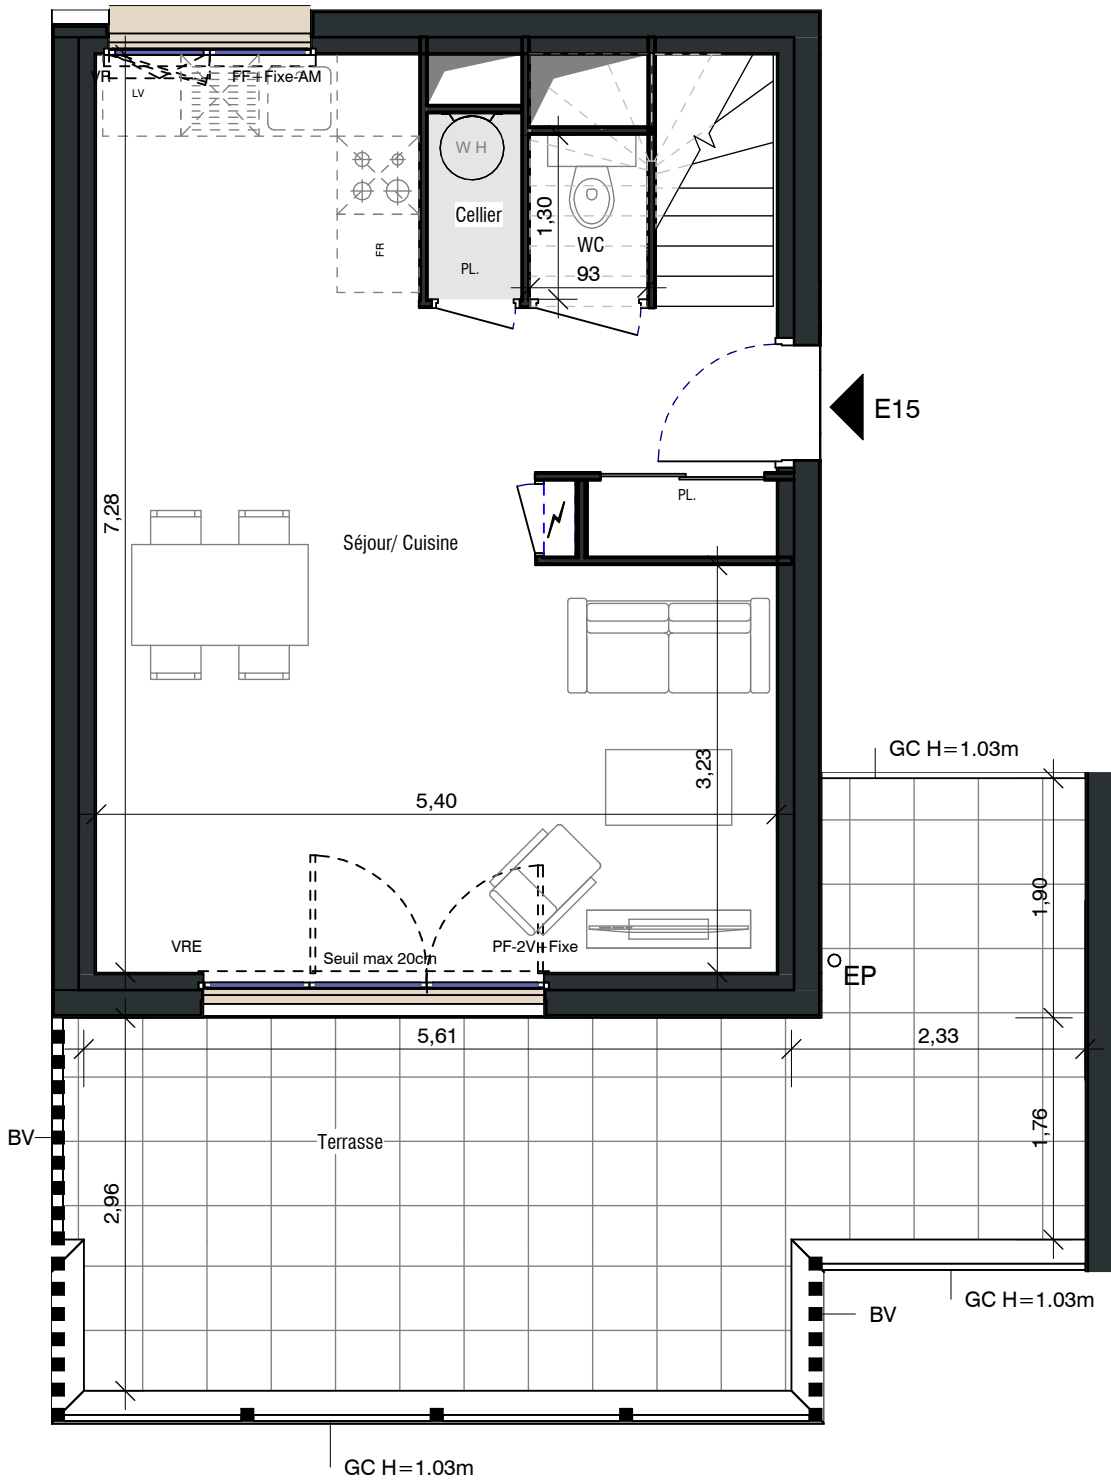 VR
FF+Fixe AM
LV
W H
Cellier
PL.
1,30
WC
93
FR
E15
PL.
7,28
Séjour/ Cuisine
3,23
GC H=1.03m
5,40
1,90
VRE
PF-2V+Fixe
Seuil max 20cm
EP
5,61
2,33
BV
Terrasse
1,76
2,96
GC H=1.03m
BV
GC H=1.03m